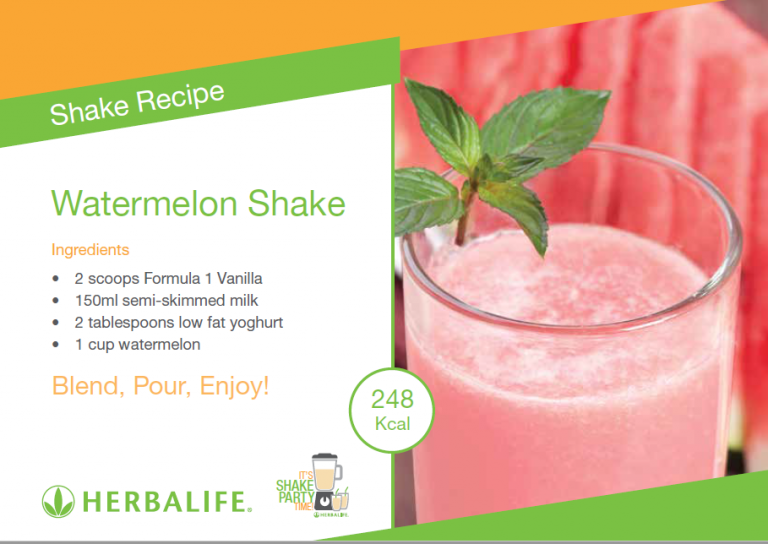 Shake Recipe
Watermelon Shake
Ingredients
• 2 scoops Formula 1 Vanilla
• 150ml semi-skimmed milk
• 2 tablespoons low fat yoghurt
• 1 cup watermelon
Blend, Pour, Enjoy!
248
Kcal
HERBALIFE®
IT'S
SHAKE
PARTY
TIME!
HERBALIFE